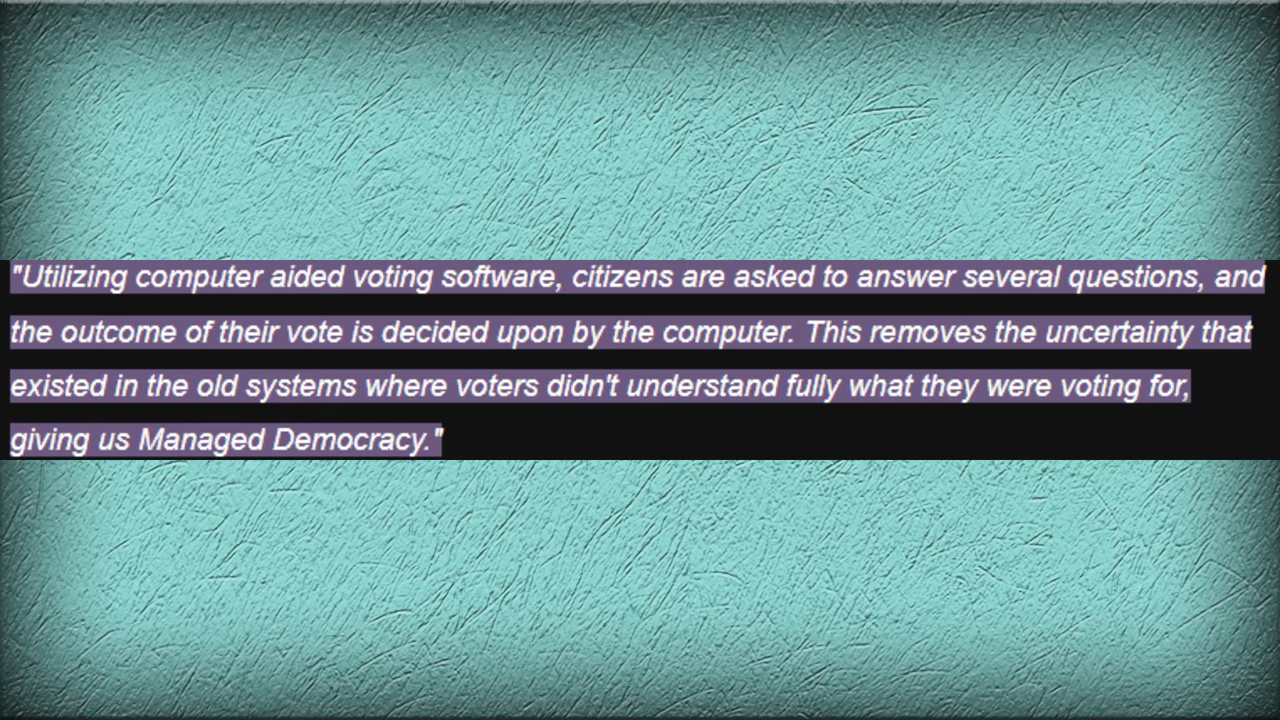 "Utilizing computer aided voting software, citizens are asked to answer several questions, and
the outcome of their vote is decided upon by the computer. This removes the uncertainty that
existed in the old systems where voters didn't understand fully what they were voting for,
giving us Managed Democracy."